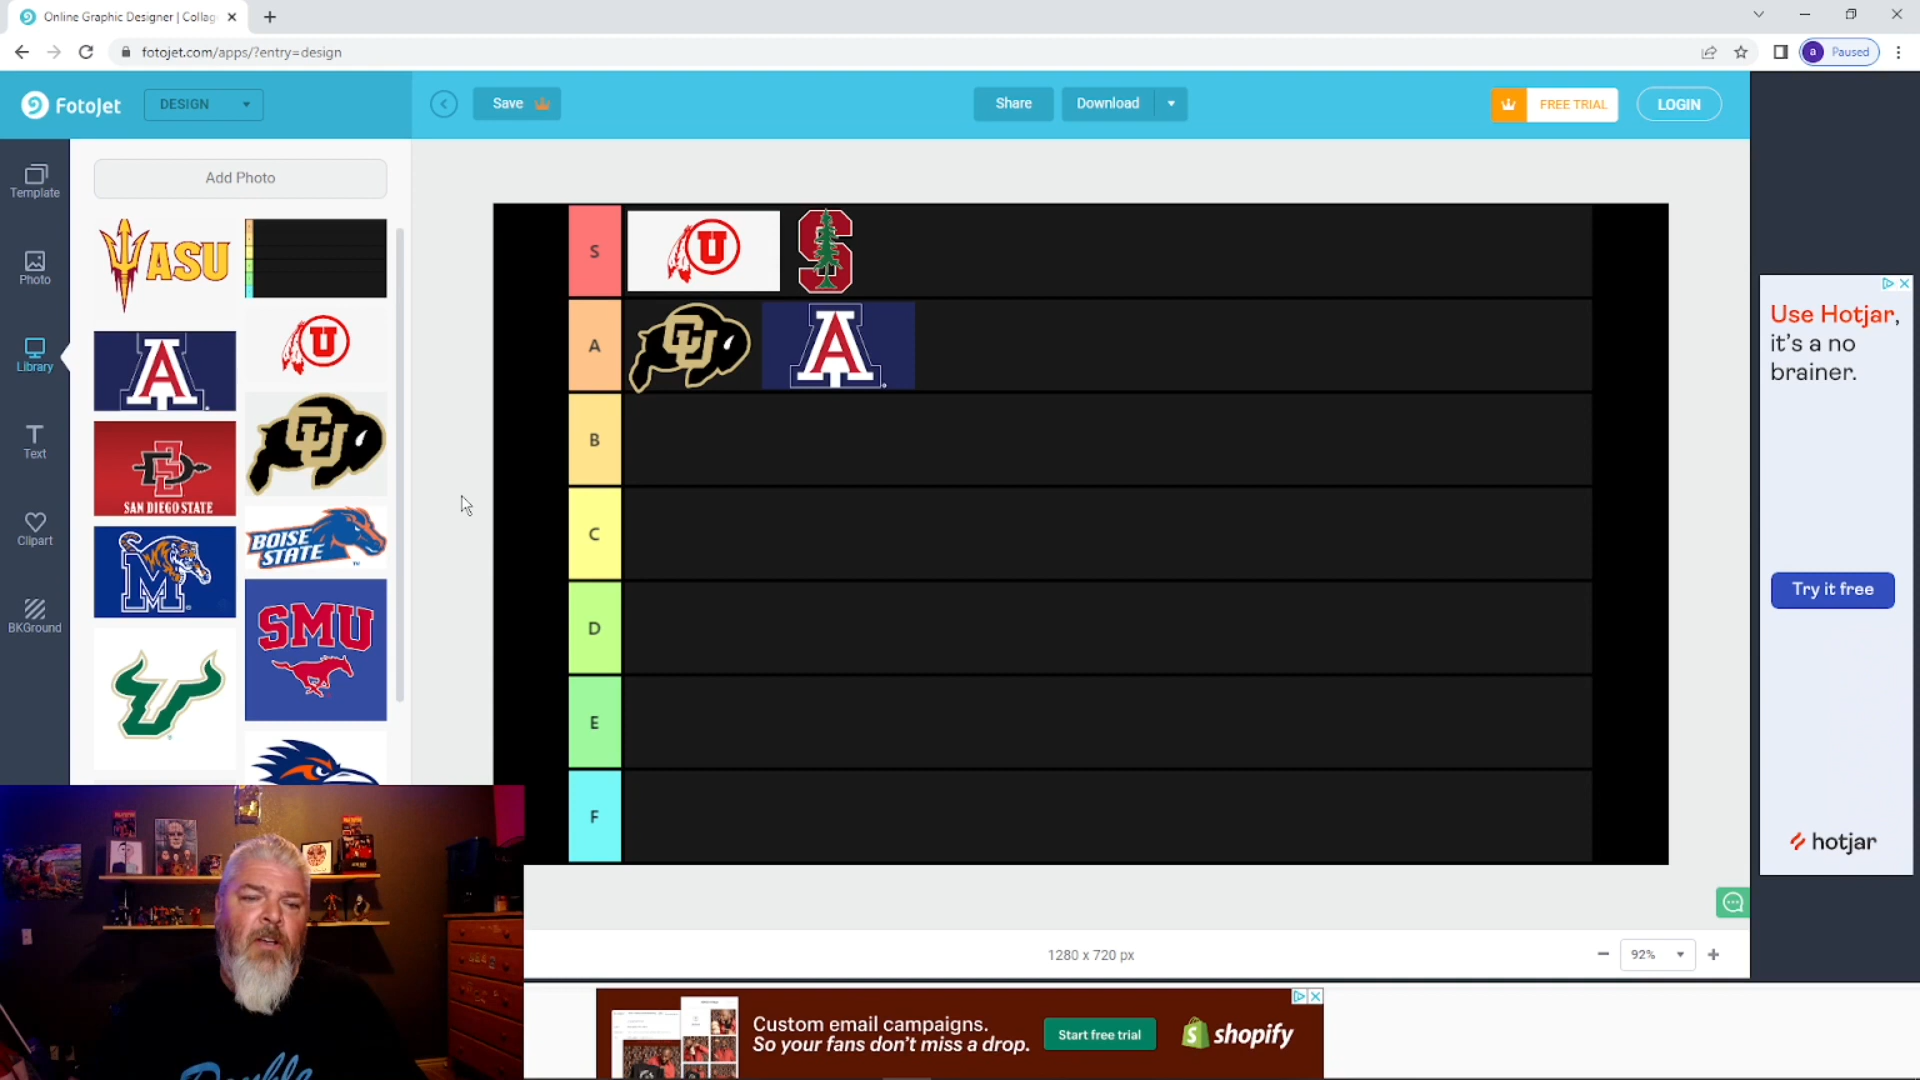 Online Graphic Designer | Collag
fotojet.com/apps/?entry=design
a Paused
FotoJet
DESIGN
Save
Share
Download
FREE TRIAL
LOGIN
Template
Photo
Library
Text
Clipart
BKGround
Add Photo
ASU
U
A
CU
SAN DIEGO STATE
BOISE
STATE
M
SMU
U
S
U
S
A
CU
A
B
C
D
E
F
Use Hotjar,
it's a no
brainer.
Try it free
hotjar
1280 x 720 px
92%
Custom email campaigns.
So your fans don't miss a drop.
Start free trial
shopify